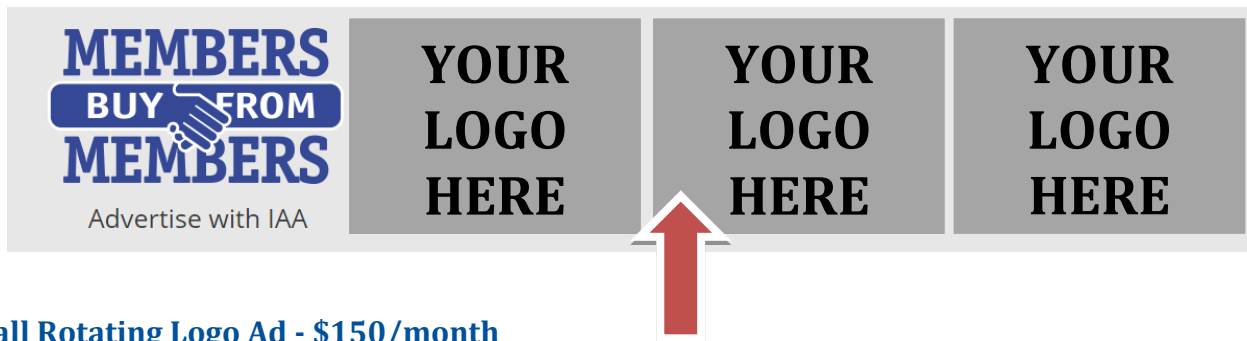 MEMBERS
BUY FROM
MEMBERS
Advertise with IAA
YOUR
LOGO
HERE
YOUR
LOGO
HERE
YOUR
LOGO
HERE
Rotating Logo Ad - $150/month